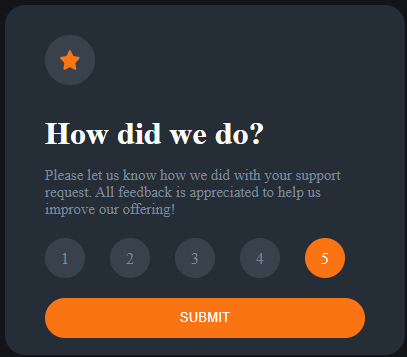 How did we do?
Please let us know how we did with your support
request. All feedback is appreciated to help us
improve our offering!
1 2 3 4 5
SUBMIT